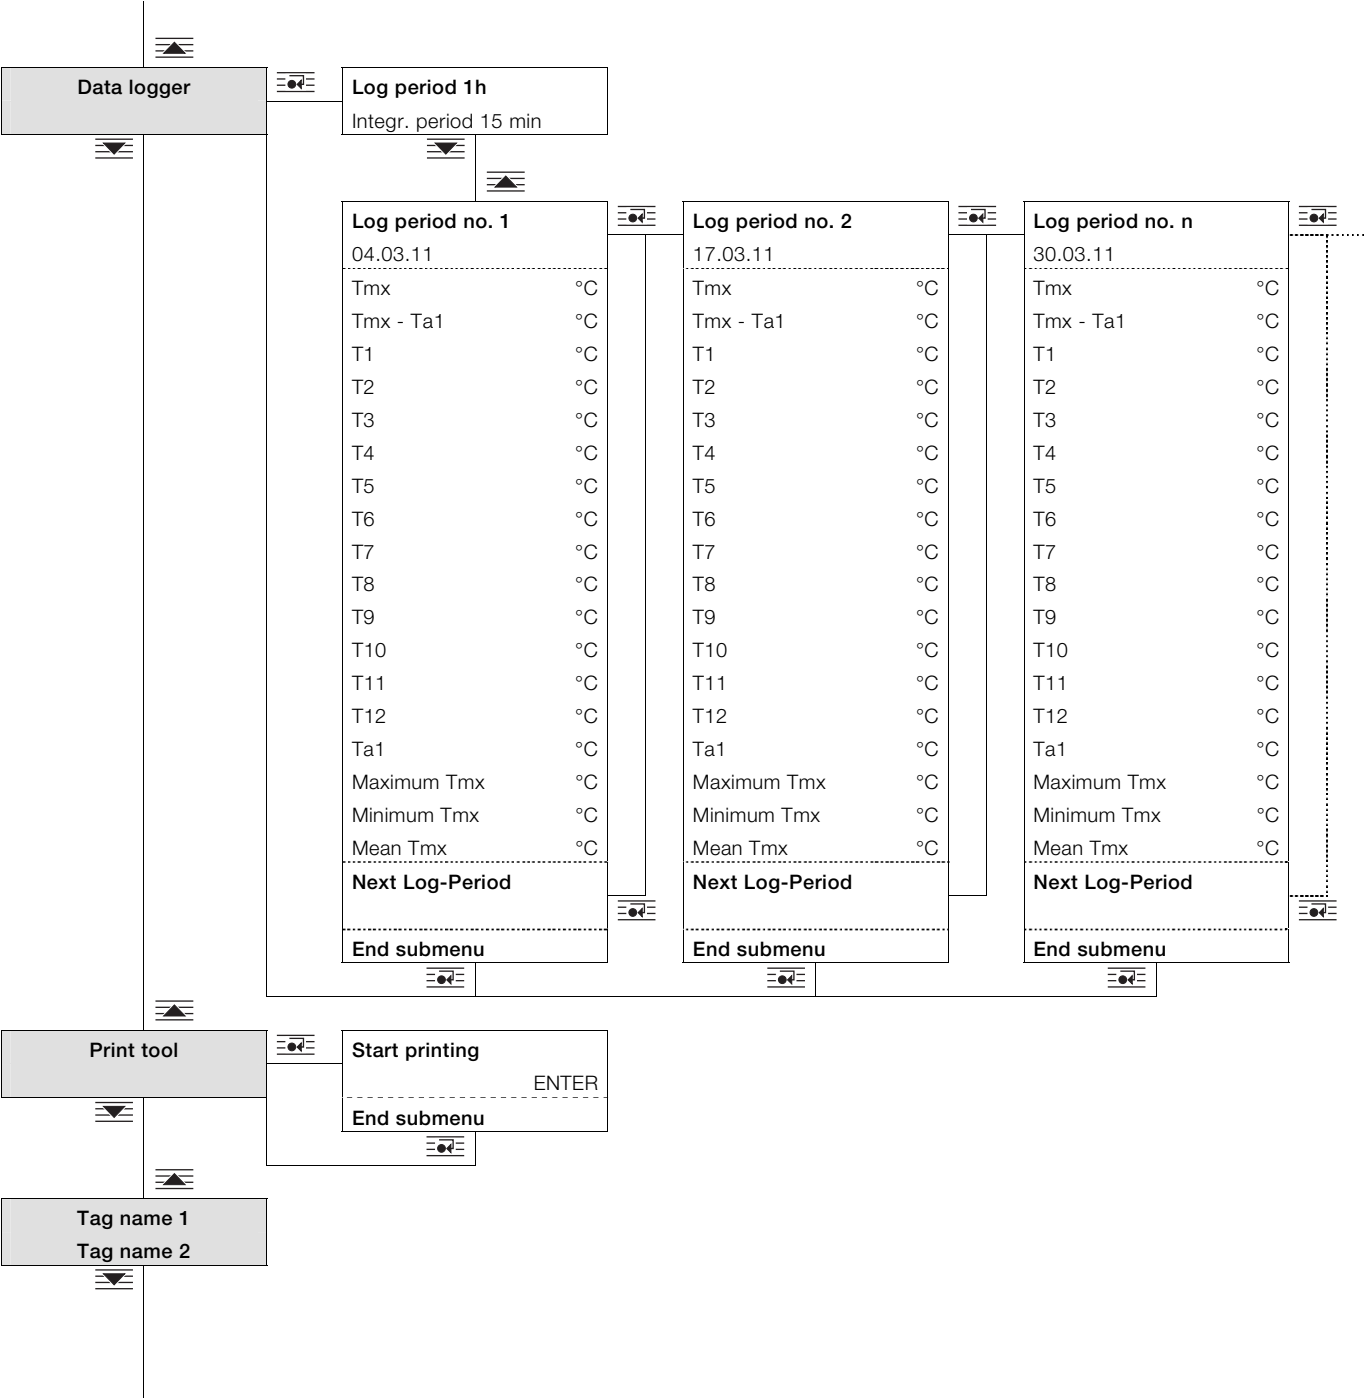 Data logger
Log period 1h
Integr. period 15 min
Log period no. 1
04.03.11
Tmx °C
Tmx - Ta1 °C
T1 °C
T2 °C
T3 °C
T4 °C
T5 °C
T6 °C
T7 °C
T8 °C
T9 °C
T10 °C
T11 °C
T12 °C
Ta1 °C
Maximum Tmx °C
Minimum Tmx °C
Mean Tmx °C
Next Log-Period
End submenu
Log period no. 2
17.03.11
Tmx °C
Tmx - Ta1 °C
T1 °C
T2 °C
T3 °C
T4 °C
T5 °C
T6 °C
T7 °C
T8 °C
T9 °C
T10 °C
T11 °C
T12 °C
Ta1 °C
Maximum Tmx °C
Minimum Tmx °C
Mean Tmx °C
Next Log-Period
End submenu
Log period no. n
30.03.11
Tmx °C
Tmx - Ta1 °C
T1 °C
T2 °C
T3 °C
T4 °C
T5 °C
T6 °C
T7 °C
T8 °C
T9 °C
T10 °C
T11 °C
T12 °C
Ta1 °C
Maximum Tmx °C
Minimum Tmx °C
Mean Tmx °C
Next Log-Period
End submenu
Print tool
Start printing
ENTER
End submenu
Tag name 1
Tag name 2